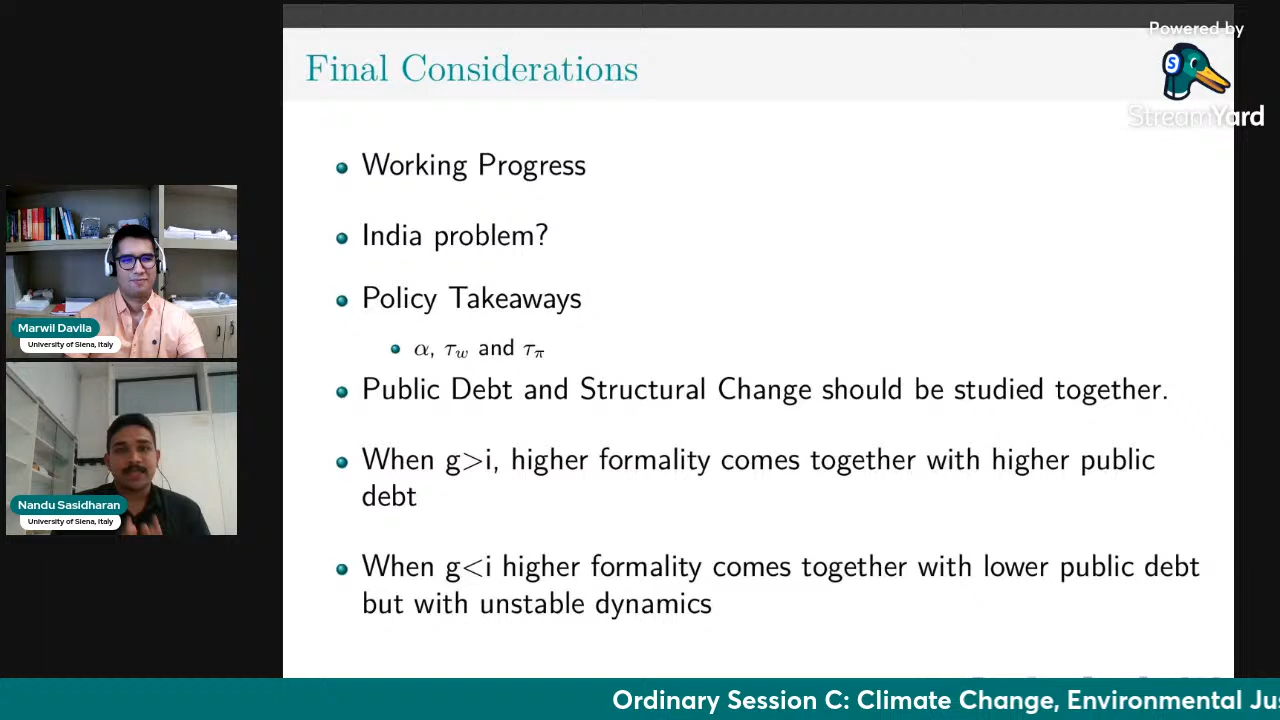 Powered by
StreamYard
Final Considerations
Working Progress
India problem?
Policy Takeaways
α, τw and τπ
Public Debt and Structural Change should be studied together.
When g>i, higher formality comes together with higher public
debt
When g<i higher formality comes together with lower public debt
but with unstable dynamics
Marwil Davila
University of Siena, Italy
Nandu Sasidharan
University of Siena, Italy
Ordinary Session C: Climate Change, Environmental Jus